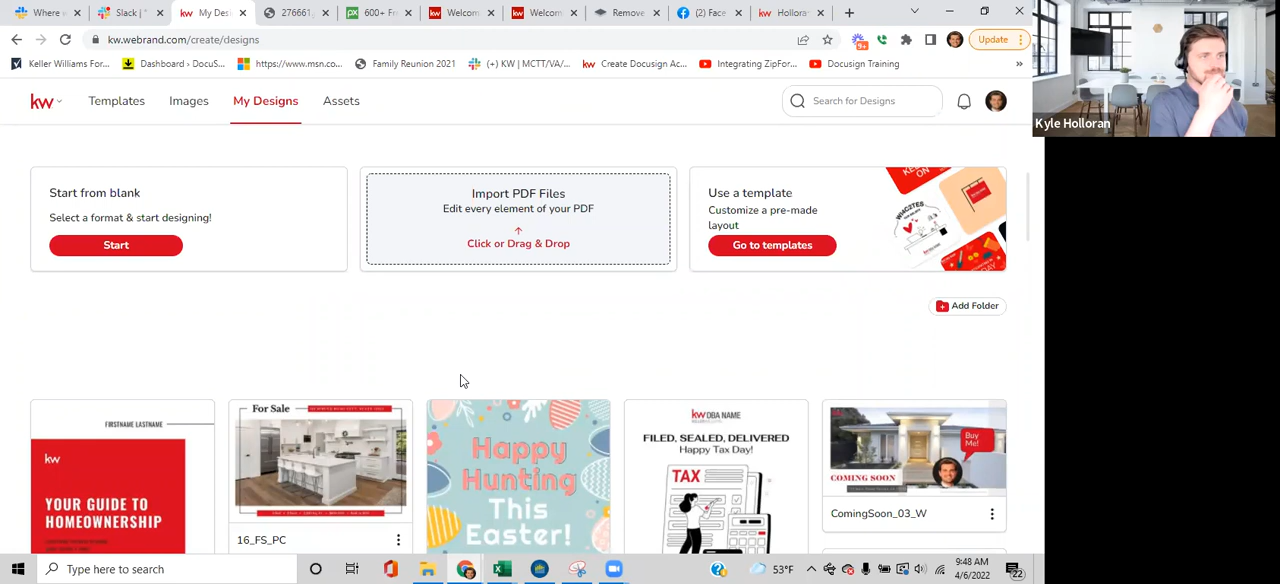 Where
Slack | *
My Desi
276661
600+ Fr
Welcom
Welcom
Remove
(2) Face
Hollora
kw.webrand.com/create/designs
Update
Keller Williams For...
Dashboard › DocuS...
https://www.msn.co...
Family Reunion 2021
(+) KW | MCTT/VA/...
Create Docusign Ac...
Integrating ZipFor...
Docusign Training
»
kw
Templates
Images
My Designs
Assets
Search for Designs
Kyle Holloran
Start from blank
Select a format & start designing!
Start
Import PDF Files
Edit every element of your PDF
Click or Drag & Drop
Use a template
Customize a pre-made
layout
Go to templates
Add Folder
FIRSTNAME LASTNAME
kw
YOUR GUIDE TO
HOMEOWNERSHIP
For Sale
16_FS_PC
Happy
Hunting
This
Easter!
kw DBA NAME
FILED, SEALED, DELIVERED
Happy Tax Day!
TAX
Buy
Me!
COMING SOON
ComingSoon_03_W
Type here to search
53°F
9:48 AM
4/6/2022
22